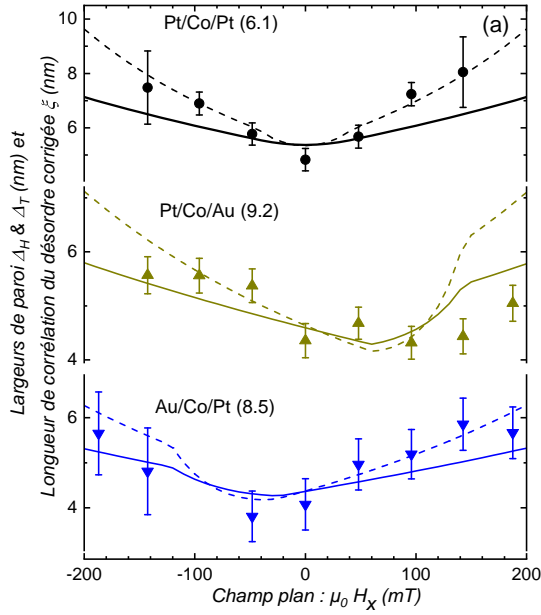 Largeurs de paroi Δ_H & Δ_T (nm) et
Longueur de corrélation du désordre corrigée ξ (nm)
10
8
6
6
4
6
4
Pt/Co/Pt (6.1)
(a)
Pt/Co/Au (9.2)
Au/Co/Pt (8.5)
-200 -100 0 100 200
Champ plan : μ₀ Hₓ (mT)